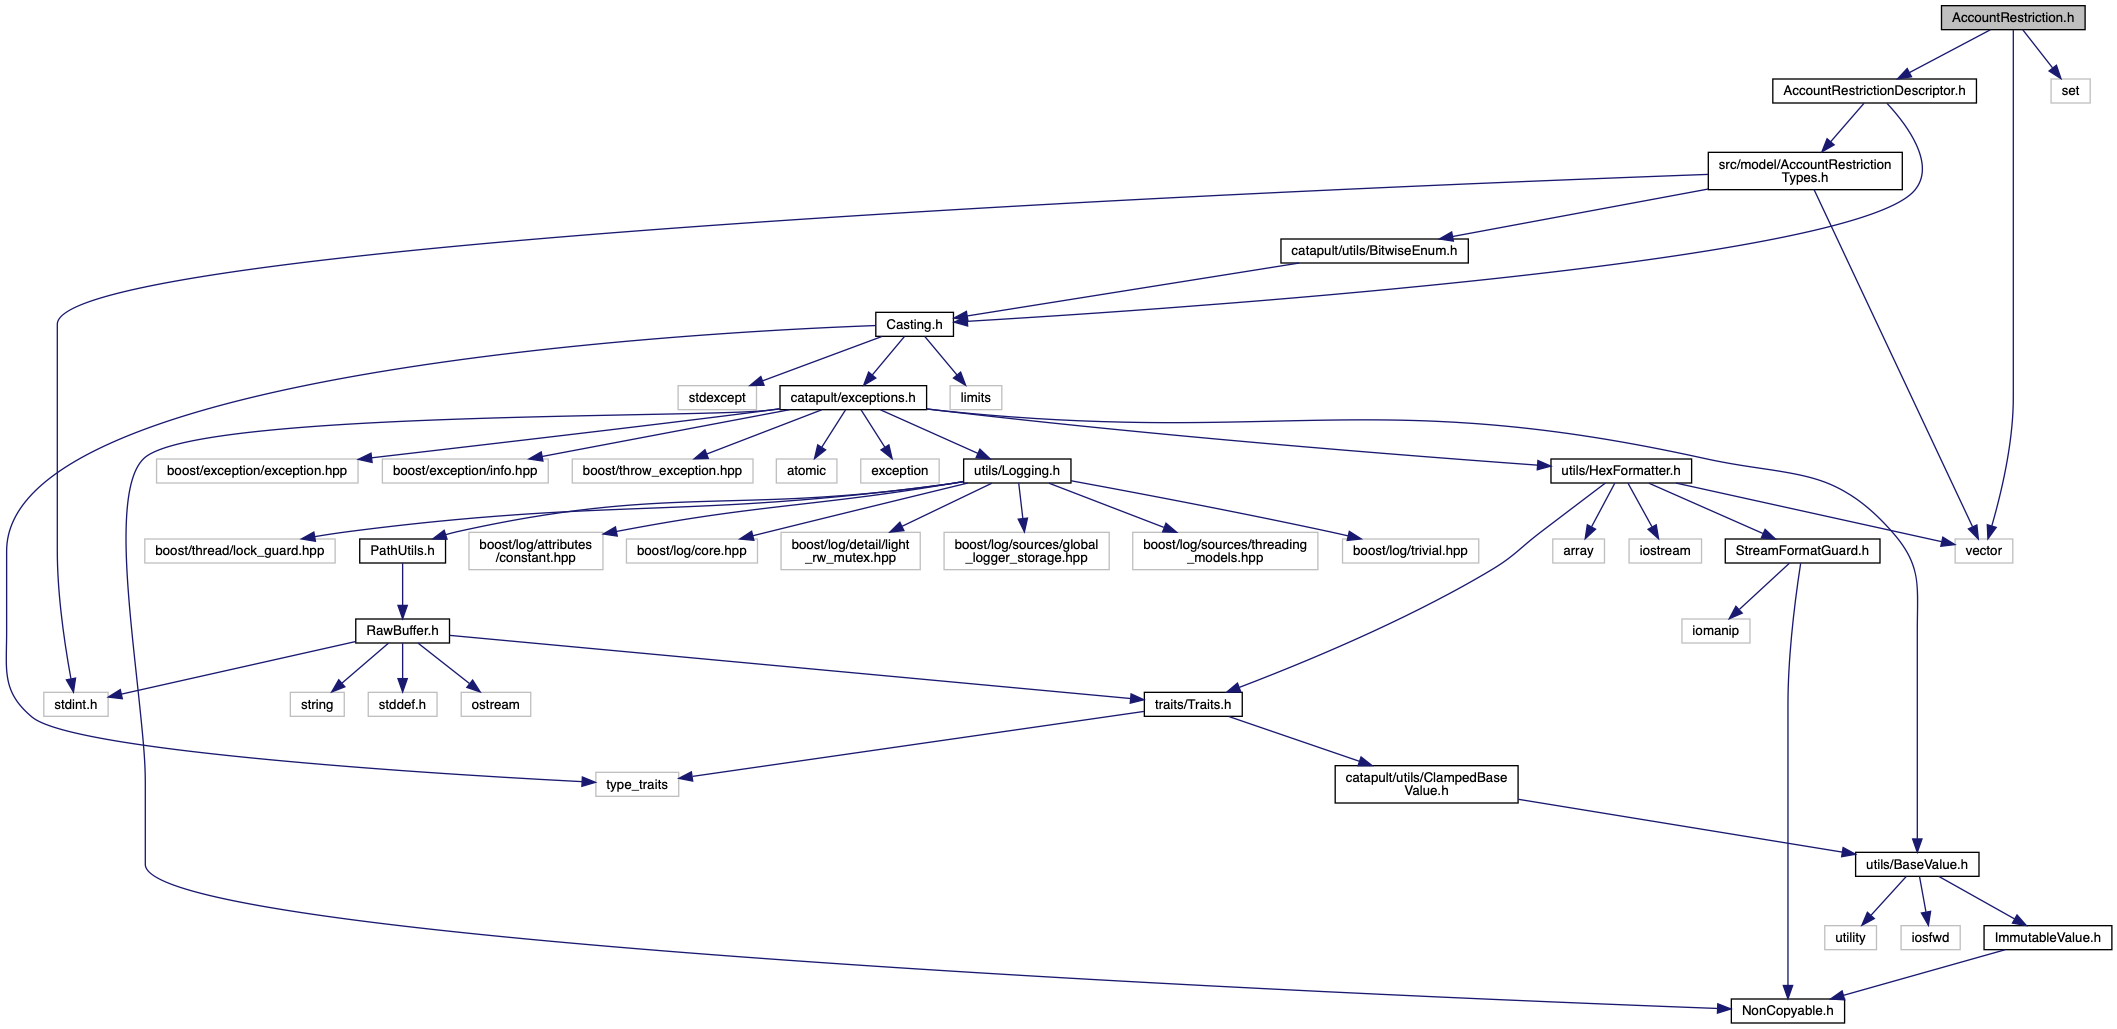 AccountRestriction.h
AccountRestrictionDescriptor.h
set
src/model/AccountRestriction
Types.h
catapult/utils/BitwiseEnum.h
Casting.h
stdexcept
catapult/exceptions.h
limits
boost/exception/exception.hpp
boost/exception/info.hpp
boost/throw_exception.hpp
atomic
exception
utils/Logging.h
utils/HexFormatter.h
boost/thread/lock_guard.hpp
PathUtils.h
boost/log/attributes
/constant.hpp
boost/log/core.hpp
boost/log/detail/light
_rw_mutex.hpp
boost/log/sources/global
_logger_storage.hpp
boost/log/sources/threading
_models.hpp
boost/log/trivial.hpp
array
iostream
StreamFormatGuard.h
vector
RawBuffer.h
iomanip
stdint.h
string
stddef.h
ostream
traits/Traits.h
type_traits
catapult/utils/ClampedBase
Value.h
utils/BaseValue.h
utility
iosfwd
ImmutableValue.h
NonCopyable.h